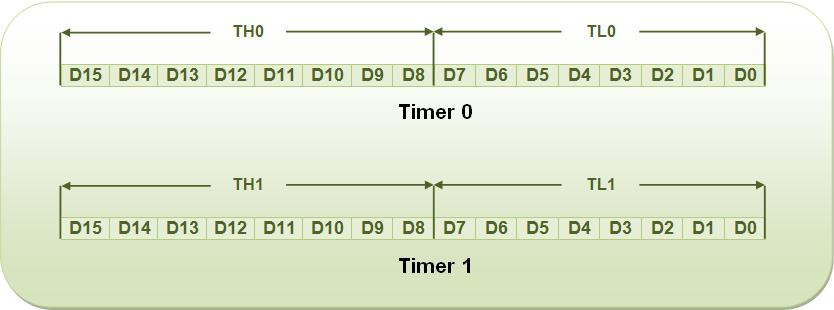 TH0 TL0
D15 D14 D13 D12 D11 D10 D9 D8 D7 D6 D5 D4 D3 D2 D1 D0
Timer 0
TH1 TL1
D15 D14 D13 D12 D11 D10 D9 D8 D7 D6 D5 D4 D3 D2 D1 D0
Timer 1